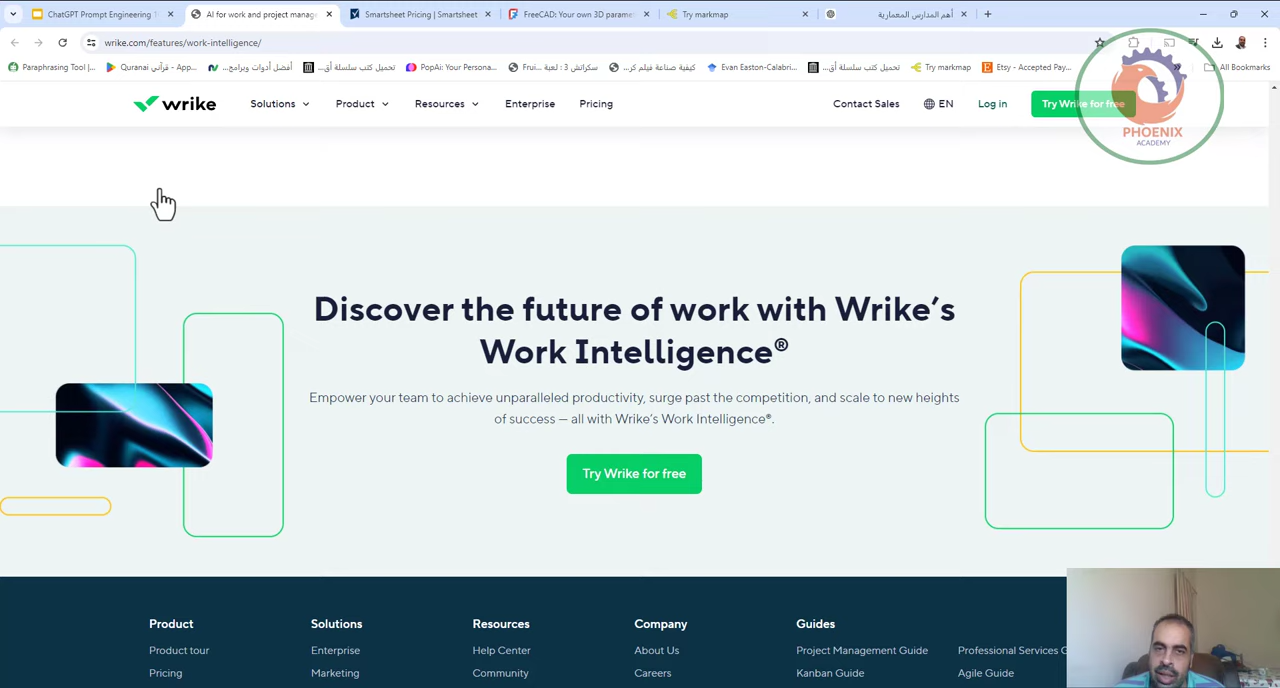 ChatGPT Prompt Engineering 1
AI for work and project manage
Smartsheet Pricing | Smartsheet
FreeCAD: Your own 3D parame
Try markmap
أهم المدارس المعمارية
wrike.com/features/work-intelligence/
Paraphrasing Tool |...
Quranai - قرآني - App...
...أفضل أدوات وبرامج
...تحميل كتب سلسلة أق
Persona...
سكراتش 3 : لعبة Frui...
...كيفية صناعة فيلم كر
Evan Easton-Calabri...
...تحميل كتب سلسلة أق
Try markmap
Etsy - Accepted Pay...
All Bookmarks
wrike
Solutions
Product
Resources
Enterprise
Pricing
Contact Sales
EN
Log in
Try Wrike for free
PHOENIX
ACADEMY
Discover the future of work with Wrike's
Work Intelligence®
Empower your team to achieve unparalleled productivity, surge past the competition, and scale to new heights
of success — all with Wrike's Work Intelligence®.
Try Wrike for free
Product Solutions Resources Company Guides
Product tour Enterprise Help Center About Us Project Management Guide Professional Services G
Pricing Marketing Community Careers Kanban Guide Agile Guide